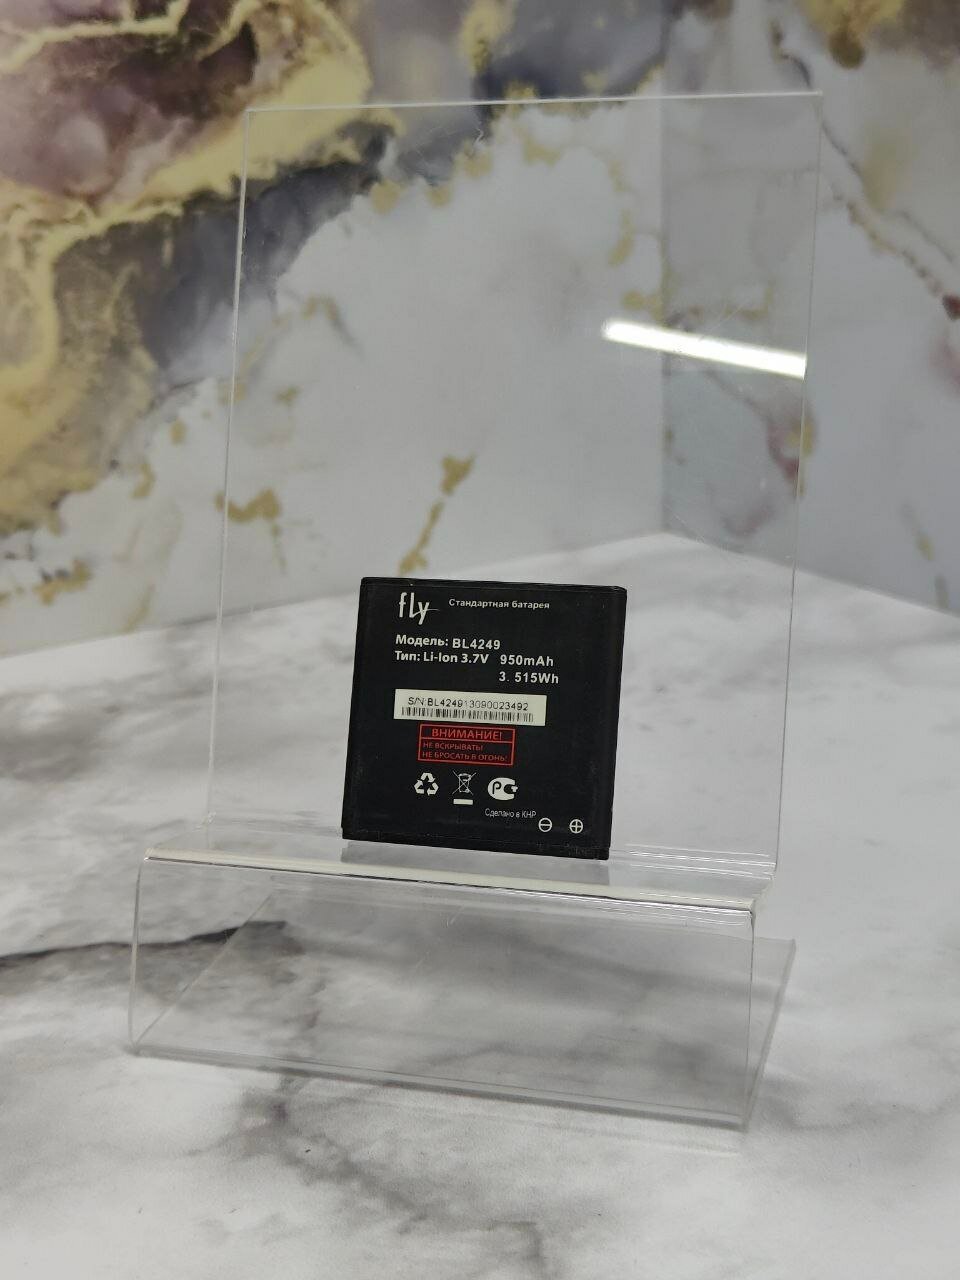 fly Стандартная батарея
Модель: BL4249
Тип: Li-Ion 3.7V 950mAh
3.515Wh
S/N:BL424913090023492
ВНИМАНИЕ!
НЕ ВСКРЫВАТЬ!
НЕ БРОСАТЬ В ОГОНЬ!
Сделано в КНР